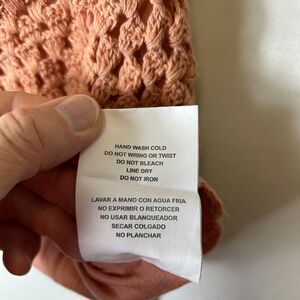 HAND WASH COLD
DO NOT WRING OR TWIST
DO NOT BLEACH
LINE DRY
DO NOT IRON
LAVAR A MANO CON AGUA FRIA
NO EXPRIMIR O RETORCER
NO USAR BLANQUEADOR
SECAR COLGADO
NO PLANCHAR